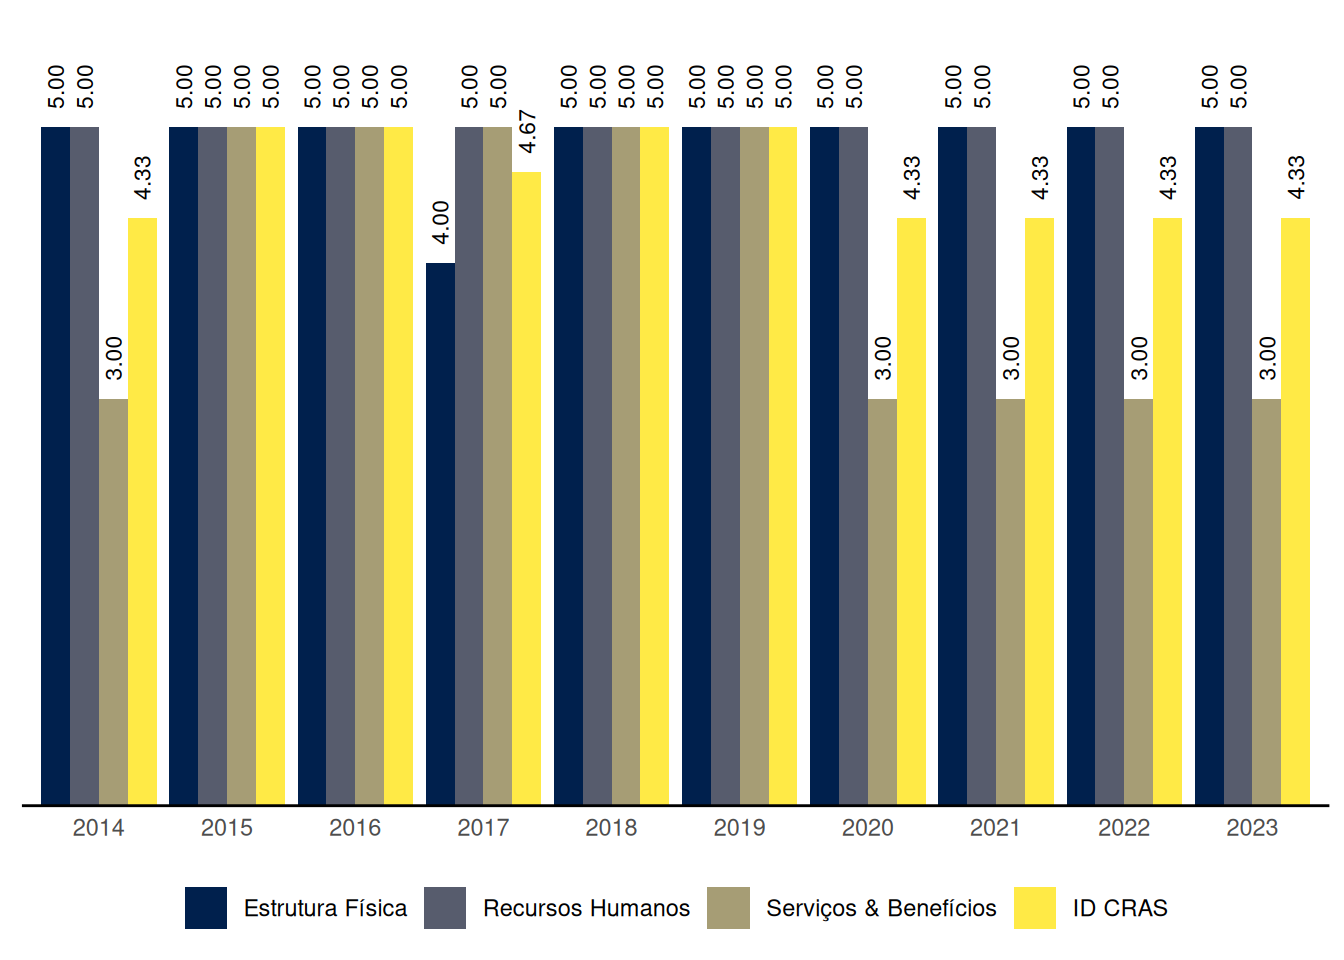 5.00 5.00 3.00 4.33 5.00 5.00 5.00 5.00 5.00 5.00 5.00 5.00 4.00 5.00 5.00 4.67 5.00 5.00 5.00 5.00 5.00 5.00 5.00 5.00 5.00 5.00 3.00 4.33 5.00 5.00 3.00 4.33 5.00 5.00 3.00 4.33 5.00 5.00 3.00 4.33
2014 2015 2016 2017 2018 2019 2020 2021 2022 2023
Estrutura Física Recursos Humanos Serviços & Benefícios ID CRAS